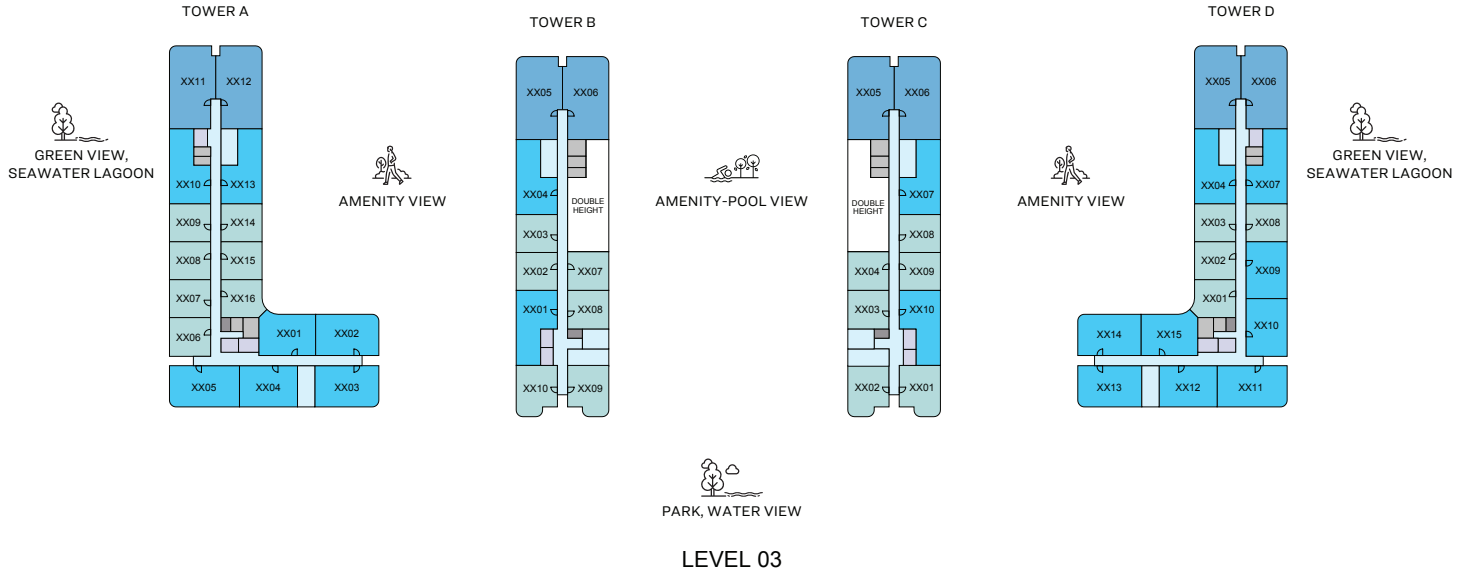 TOWER A
TOWER B
TOWER C
TOWER D
XX11
XX12
XX10
XX13
XX09
XX14
XX08
XX15
XX07
XX16
XX06
XX01
XX02
XX05
XX04
XX03
GREEN VIEW,
SEAWATER LAGOON
AMENITY VIEW
XX05
XX06
XX04
DOUBLE
HEIGHT
XX03
XX02
XX07
XX01
XX08
XX10
XX09
AMENITY-POOL VIEW
XX05
XX06
XX07
DOUBLE
HEIGHT
XX08
XX04
XX09
XX03
XX10
XX02
XX01
AMENITY VIEW
XX05
XX06
XX04
XX07
XX03
XX08
XX02
XX09
XX01
XX14
XX15
XX10
XX13
XX12
XX11
GREEN VIEW,
SEAWATER LAGOON
PARK, WATER VIEW
LEVEL 03